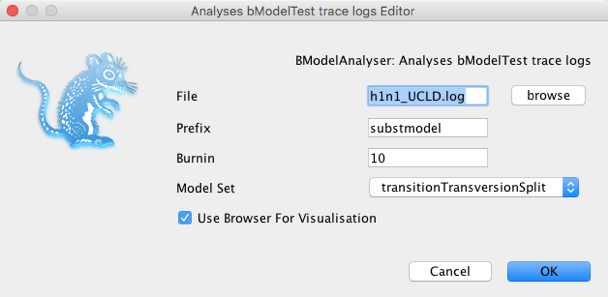 Analyses bModelTest trace logs Editor
BModelAnalyser: Analyses bModelTest trace logs
File h1n1_UCLD.log browse
Prefix substmodel
Burnin 10
Model Set transitionTransversionSplit
Use Browser For Visualisation
Cancel OK